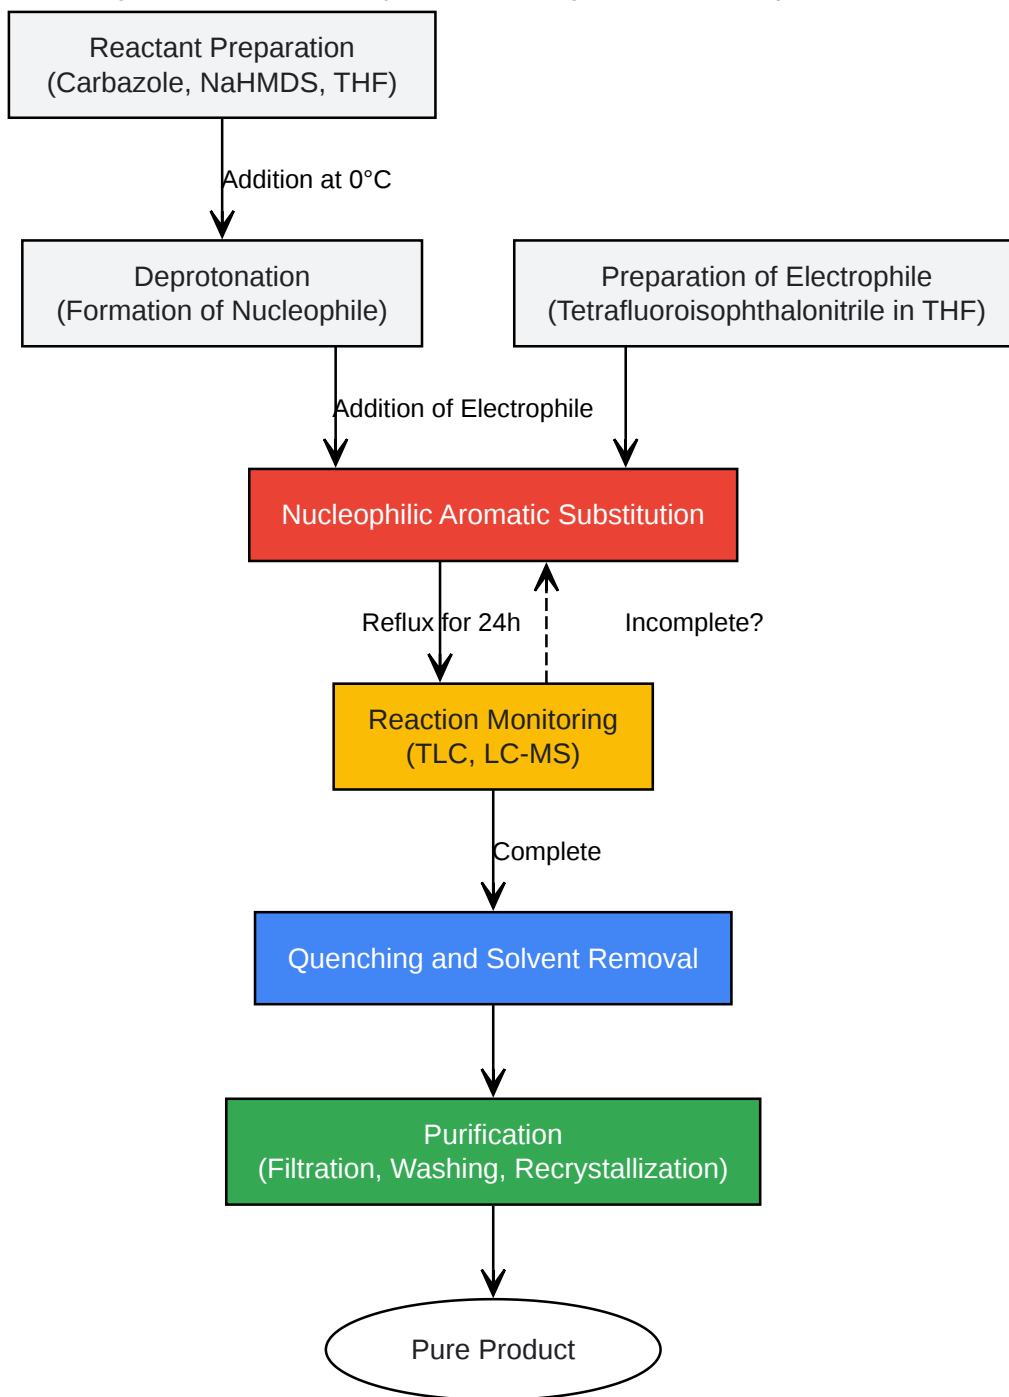 Reactant Preparation
(Carbazole, NaHMDS, THF)
Addition at 0°C
Deprotonation
(Formation of Nucleophile)
Preparation of Electrophile
(Tetrafluoroisophthalonitrile in THF)
Addition of Electrophile
Nucleophilic Aromatic Substitution
Reflux for 24h
Incomplete?
Reaction Monitoring
(TLC, LC-MS)
Complete
Quenching and Solvent Removal
Purification
(Filtration, Washing, Recrystallization)
Pure Product